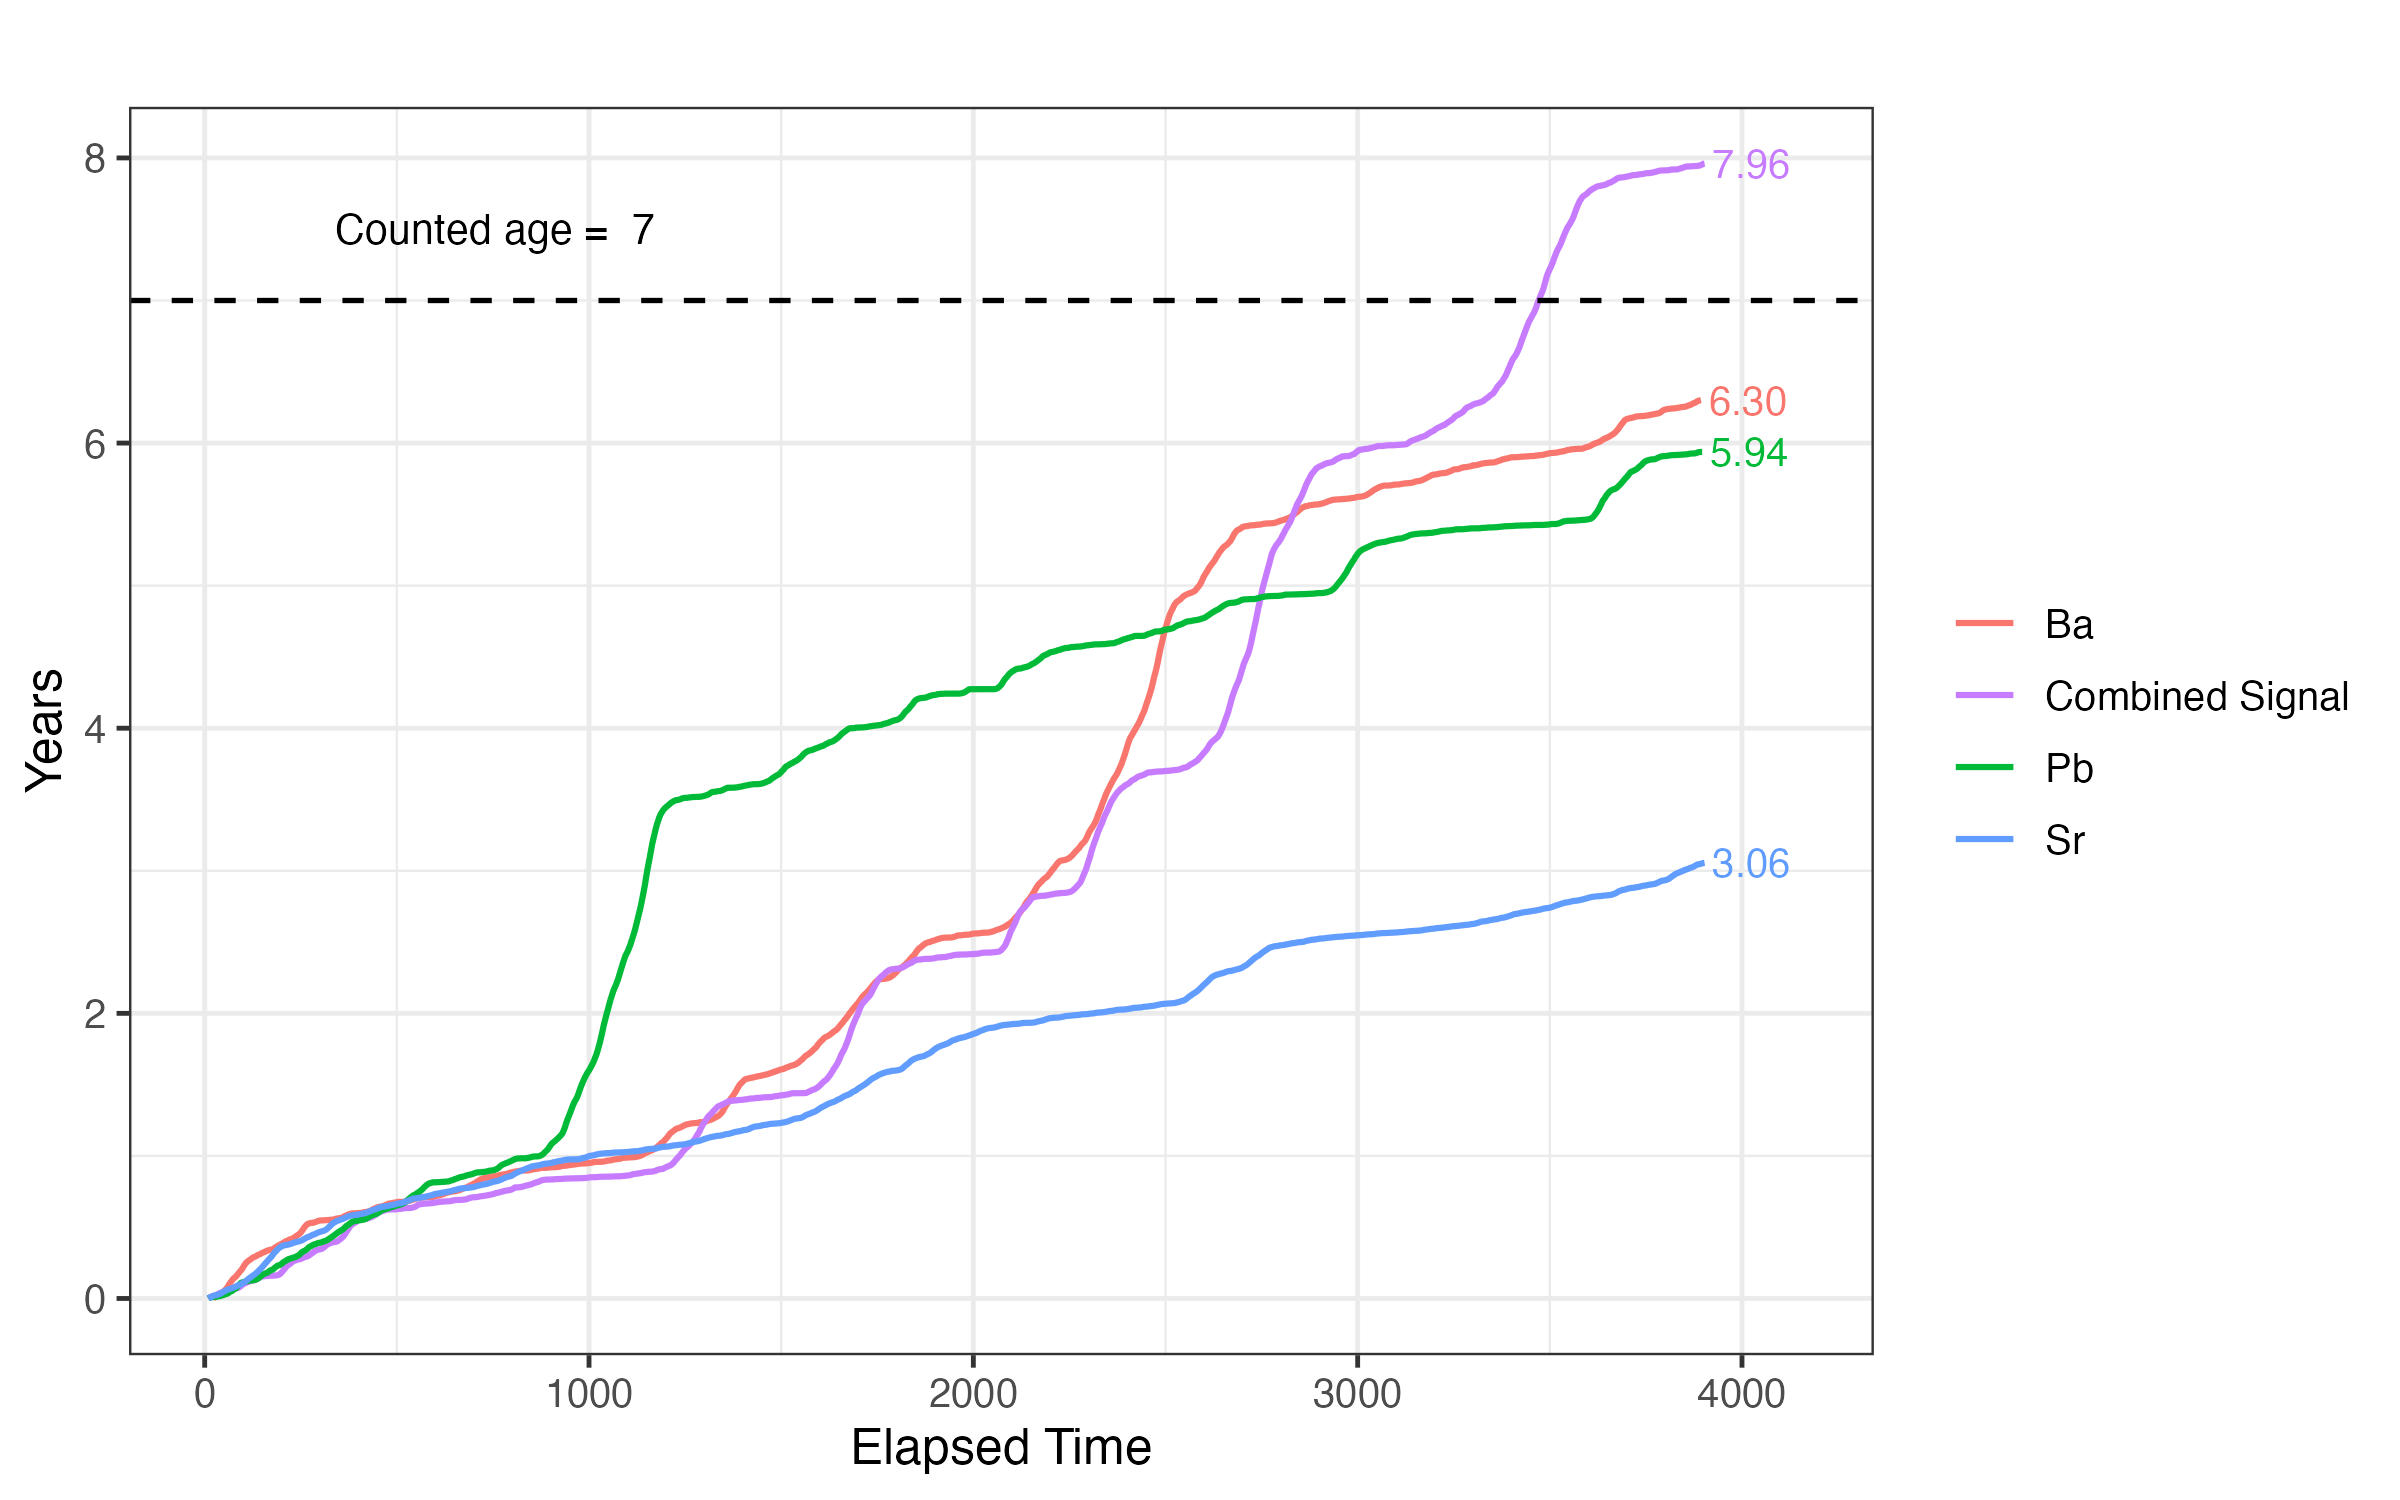 8
7.96
Counted age =  7
6.30
6
5.94
Ba
Combined Signal
Years
4
Pb
Sr
3.06
2
0
0
1000
2000
3000
4000
Elapsed Time